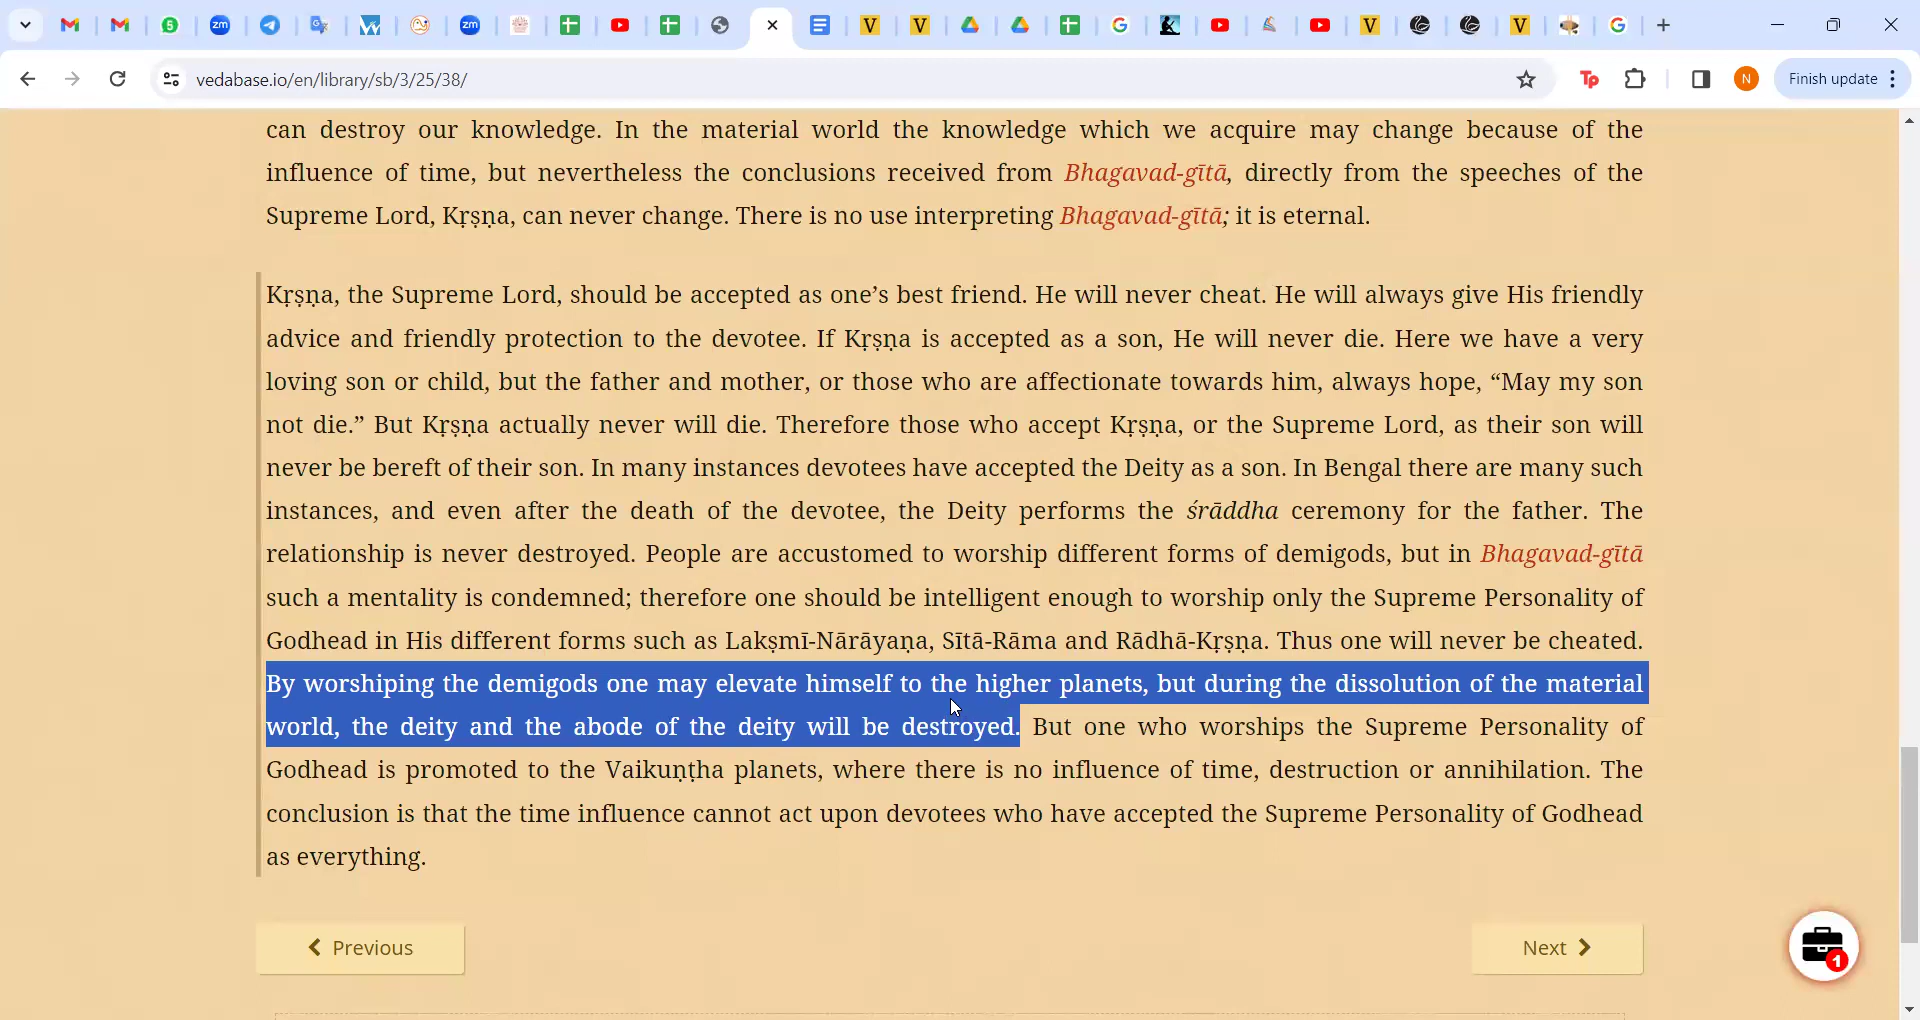 vedabase.io/en/library/sb/3/25/38/
Finish update
can destroy our knowledge. In the material world the knowledge which we acquire may change because of the
influence of time, but nevertheless the conclusions received from Bhagavad-gītā, directly from the speeches of the
Supreme Lord, Kṛṣṇa, can never change. There is no use interpreting Bhagavad-gītā; it is eternal.
Kṛṣṇa, the Supreme Lord, should be accepted as one’s best friend. He will never cheat. He will always give His friendly
advice and friendly protection to the devotee. If Kṛṣṇa is accepted as a son, He will never die. Here we have a very
loving son or child, but the father and mother, or those who are affectionate towards him, always hope, “May my son
not die.” But Kṛṣṇa actually never will die. Therefore those who accept Kṛṣṇa, or the Supreme Lord, as their son will
never be bereft of their son. In many instances devotees have accepted the Deity as a son. In Bengal there are many such
instances, and even after the death of the devotee, the Deity performs the śrāddha ceremony for the father. The
relationship is never destroyed. People are accustomed to worship different forms of demigods, but in Bhagavad-gītā
such a mentality is condemned; therefore one should be intelligent enough to worship only the Supreme Personality of
Godhead in His different forms such as Lakṣmī-Nārāyaṇa, Sītā-Rāma and Rādhā-Kṛṣṇa. Thus one will never be cheated.
By worshiping the demigods one may elevate himself to the higher planets, but during the dissolution of the material
world, the deity and the abode of the deity will be destroyed. But one who worships the Supreme Personality of
Godhead is promoted to the Vaikuṇṭha planets, where there is no influence of time, destruction or annihilation. The
conclusion is that the time influence cannot act upon devotees who have accepted the Supreme Personality of Godhead
as everything.
Previous
Next
1